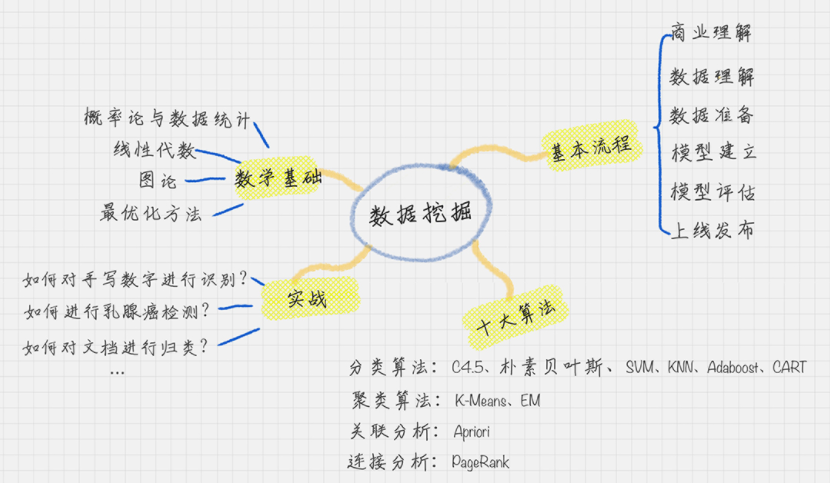 数据挖掘
基本流程
商业理解
数据理解
数据准备
模型建立
模型评估
上线发布
数学基础
概率论与数据统计
线性代数
图论
最优化方法
实战
如何对手写数字进行识别？
如何进行乳腺癌检测？
如何对文档进行归类？
...
十大算法
分类算法：C4.5、朴素贝叶斯、SVM、KNN、Adaboost、CART
聚类算法：K-Means、EM
关联分析：Apriori
连接分析：PageRank